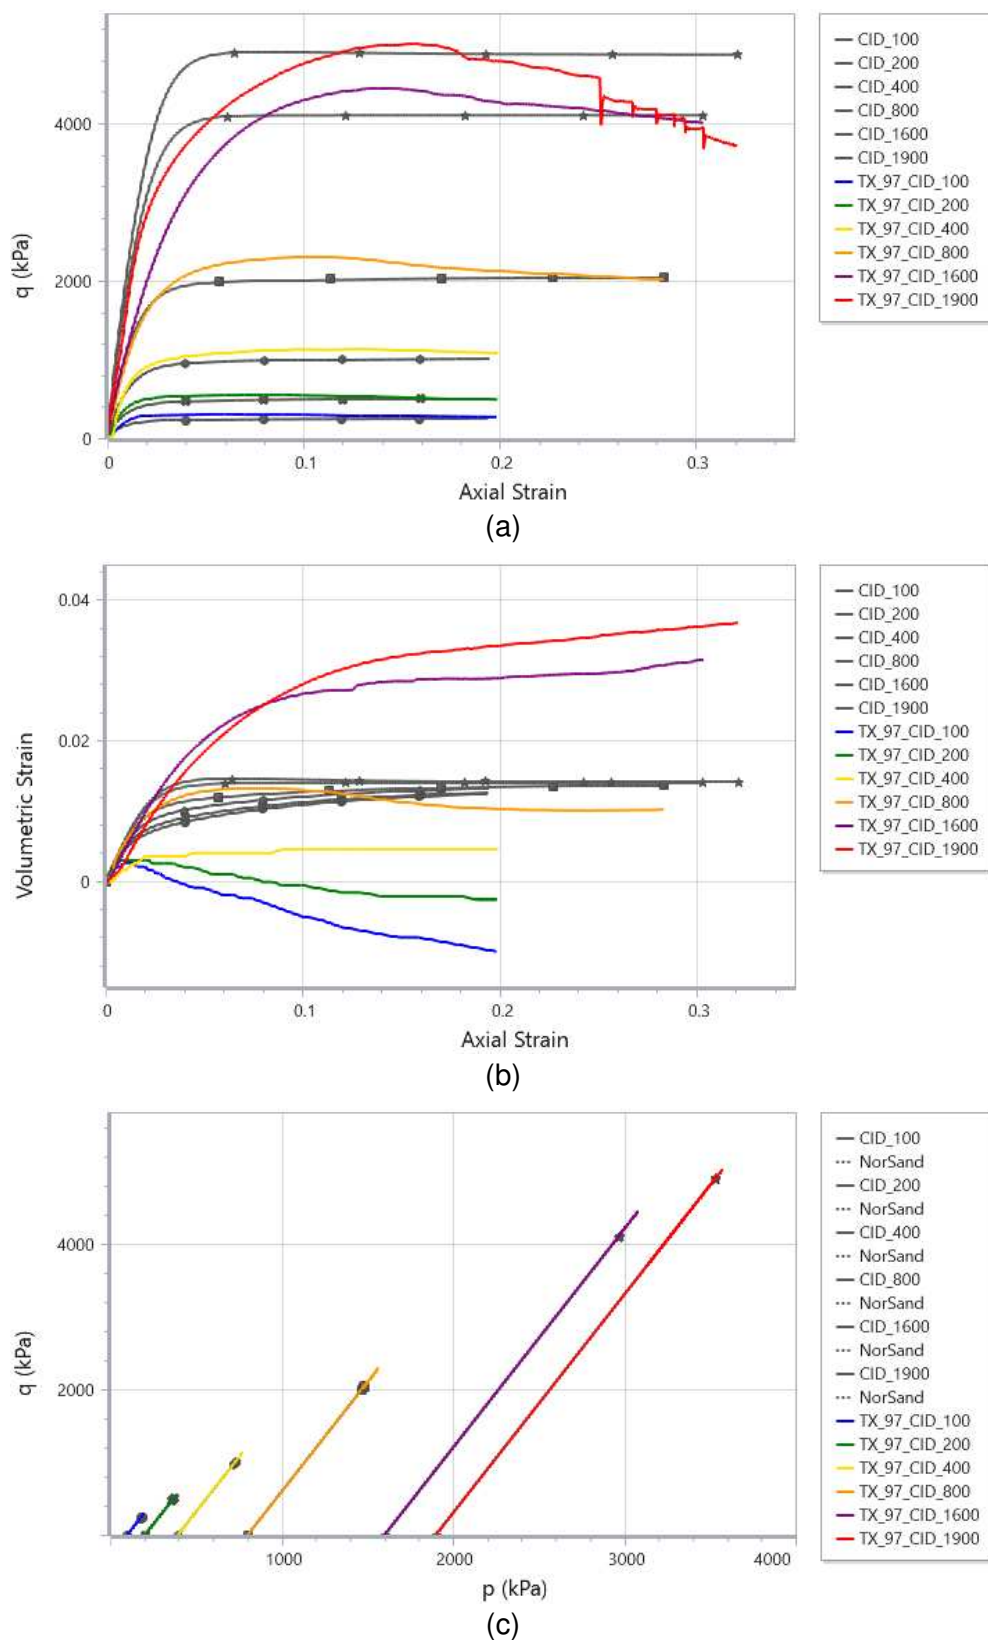 4000
2000
0
q (kPa)
0
0.1
0.2
0.3
Axial Strain
CID_100
CID_200
CID_400
CID_800
CID_1600
CID_1900
TX_97_CID_100
TX_97_CID_200
TX_97_CID_400
TX_97_CID_800
TX_97_CID_1600
TX_97_CID_1900
(a)
0.04
0.02
0
Volumetric Strain
0
0.1
0.2
0.3
Axial Strain
CID_100
CID_200
CID_400
CID_800
CID_1600
CID_1900
TX_97_CID_100
TX_97_CID_200
TX_97_CID_400
TX_97_CID_800
TX_97_CID_1600
TX_97_CID_1900
(b)
4000
2000
0
q (kPa)
1000
2000
3000
4000
p (kPa)
CID_100
NorSand
CID_200
NorSand
CID_400
NorSand
CID_800
NorSand
CID_1600
NorSand
CID_1900
NorSand
TX_97_CID_100
TX_97_CID_200
TX_97_CID_400
TX_97_CID_800
TX_97_CID_1600
TX_97_CID_1900
(c)